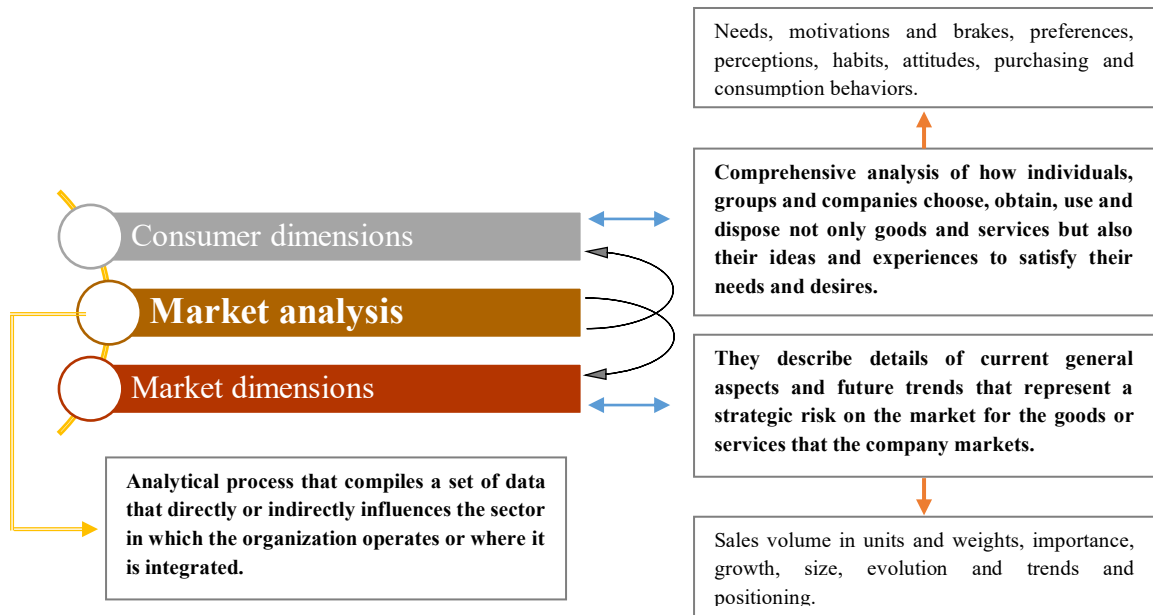 Needs, motivations and brakes, preferences,
perceptions, habits, attitudes, purchasing and
consumption behaviors.
Comprehensive analysis of how individuals,
groups and companies choose, obtain, use and
dispose not only goods and services but also
their ideas and experiences to satisfy their
needs and desires.
Consumer dimensions
Market analysis
Market dimensions
They describe details of current general
aspects and future trends that represent a
strategic risk on the market for the goods or
services that the company markets.
Analytical process that compiles a set of data
that directly or indirectly influences the sector
in which the organization operates or where it
is integrated.
Sales volume in units and weights, importance,
growth, size, evolution and trends and
positioning.